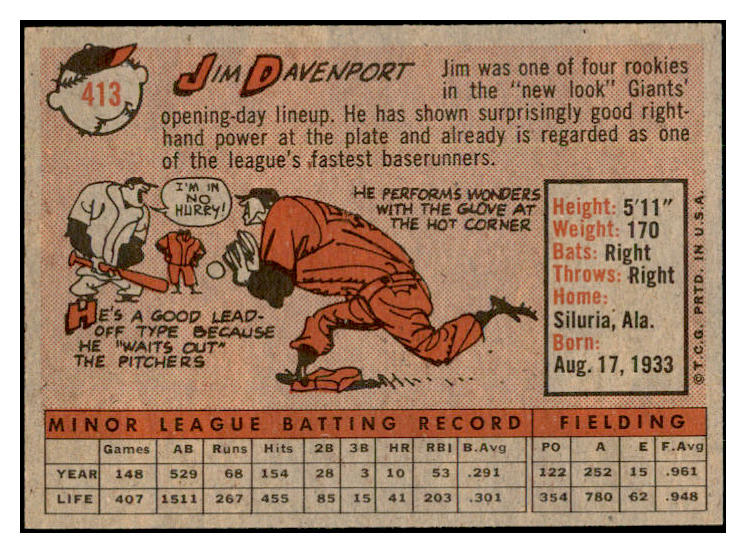 413
JIM DAVENPORT
Jim was one of four rookies
in the "new look" Giants'
opening-day lineup. He has shown surprisingly good right-
hand power at the plate and already is regarded as one
of the league's fastest baserunners.
I'M IN
NO
HURRY!
HE PERFORMS WONDERS
WITH THE GLOVE AT
THE HOT CORNER
HE'S A GOOD LEAD-
OFF TYPE BECAUSE
HE "WAITS OUT"
THE PITCHERS
Height: 5'11"
Weight: 170
Bats: Right
Throws: Right
Home:
Siluria, Ala.
Born:
Aug. 17, 1933
© T.C.G. PRTD. IN U.S.A.
MINOR LEAGUE BATTING RECORD FIELDING
Games AB Runs Hits 2B 3B HR RBI B.Avg PO A E F.Avg
YEAR 148 529 68 154 28 3 10 53 .291 122 252 15 .961
LIFE 407 1511 267 455 85 15 41 203 .301 354 780 62 .948